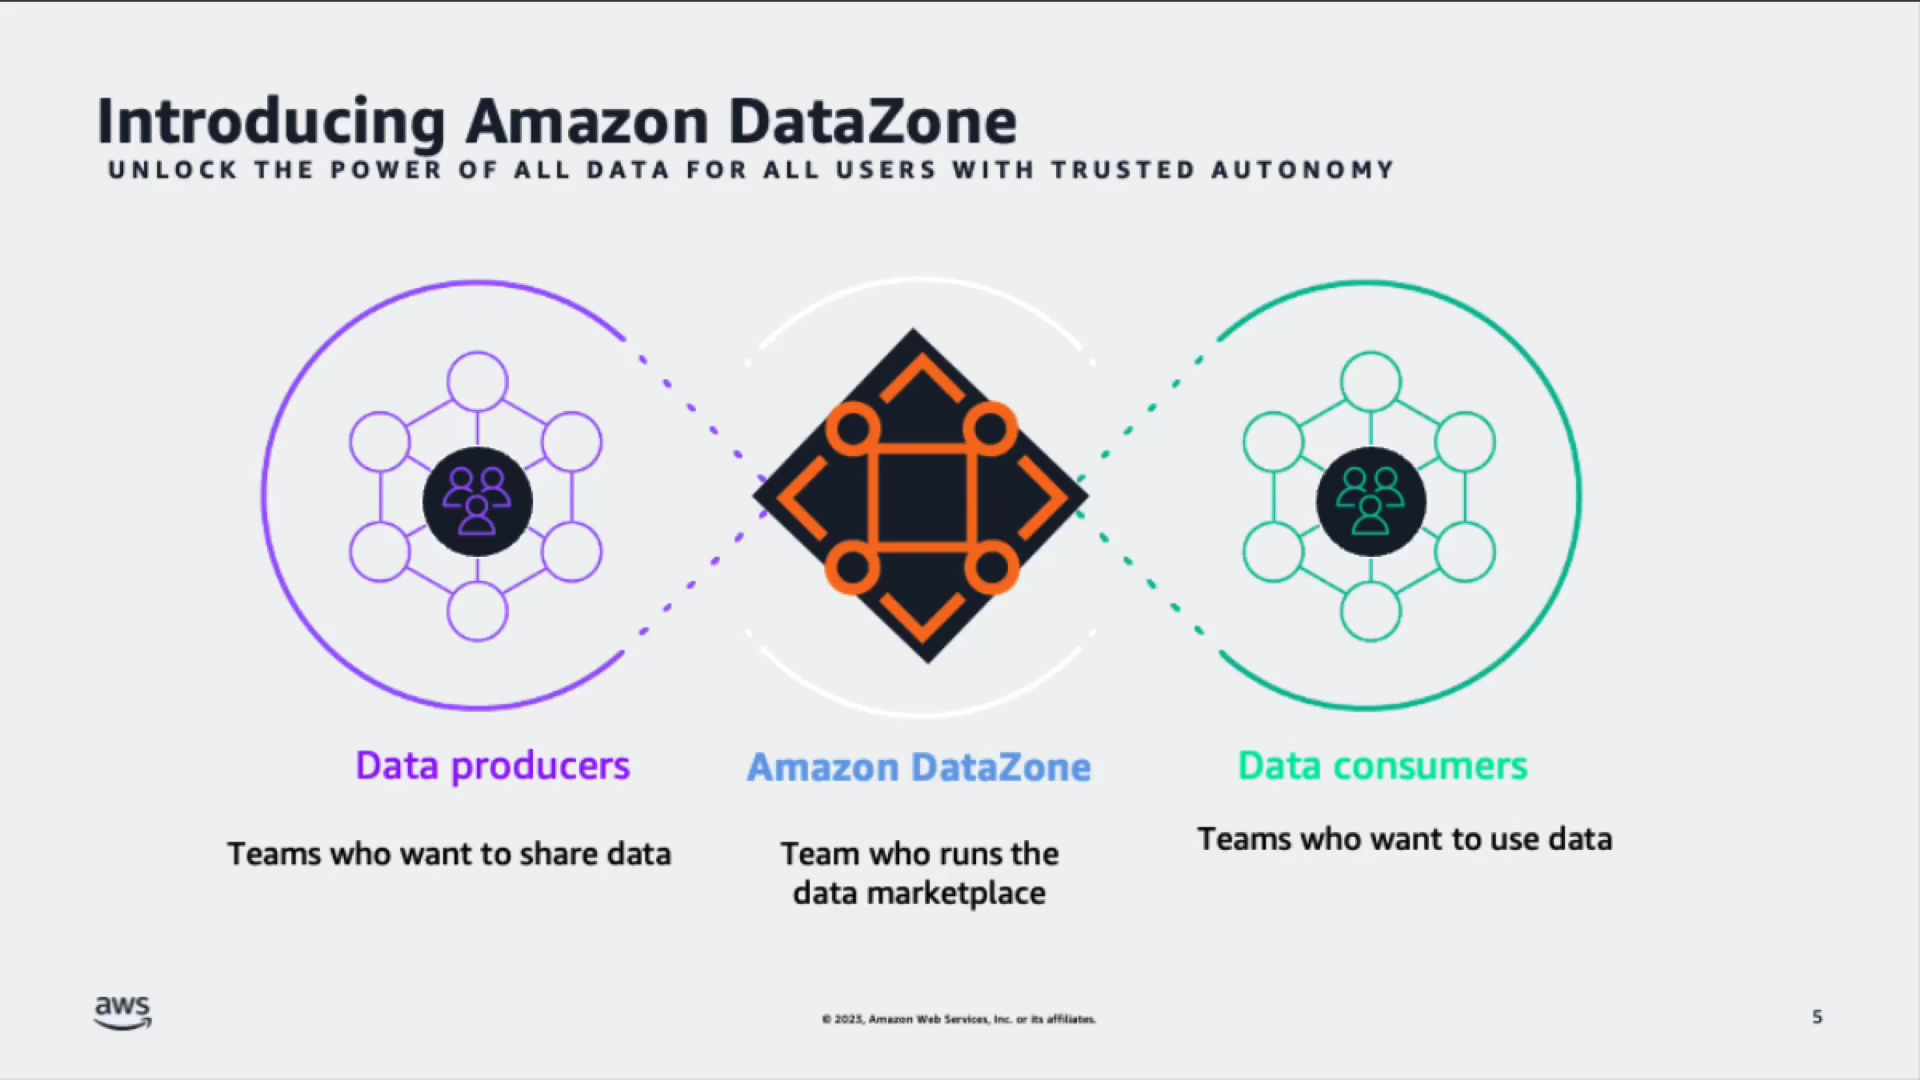 Introducing Amazon DataZone
UNLOCK THE POWER OF ALL DATA FOR ALL USERS WITH TRUSTED AUTONOMY
Data producers
Teams who want to share data
Amazon DataZone
Team who runs the
data marketplace
Data consumers
Teams who want to use data
aws
© 2023, Amazon Web Services, Inc. or its affiliates.
5